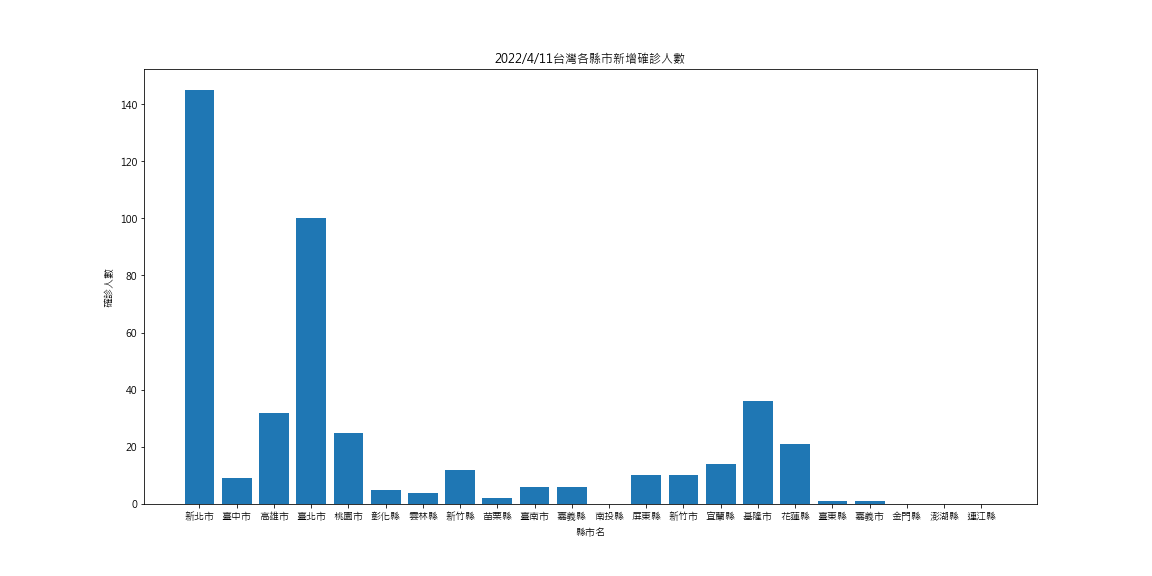 2022/4/11台灣各縣市新增確診人數
確診人數
140
120
100
80
60
40
20
0
新北市 臺中市 高雄市 臺北市 桃園市 彰化縣 雲林縣 新竹縣 苗栗縣 臺南市 嘉義縣 南投縣 屏東縣 新竹市 宜蘭縣 基隆市 花蓮縣 臺東縣 嘉義市 金門縣 澎湖縣 連江縣
縣市名